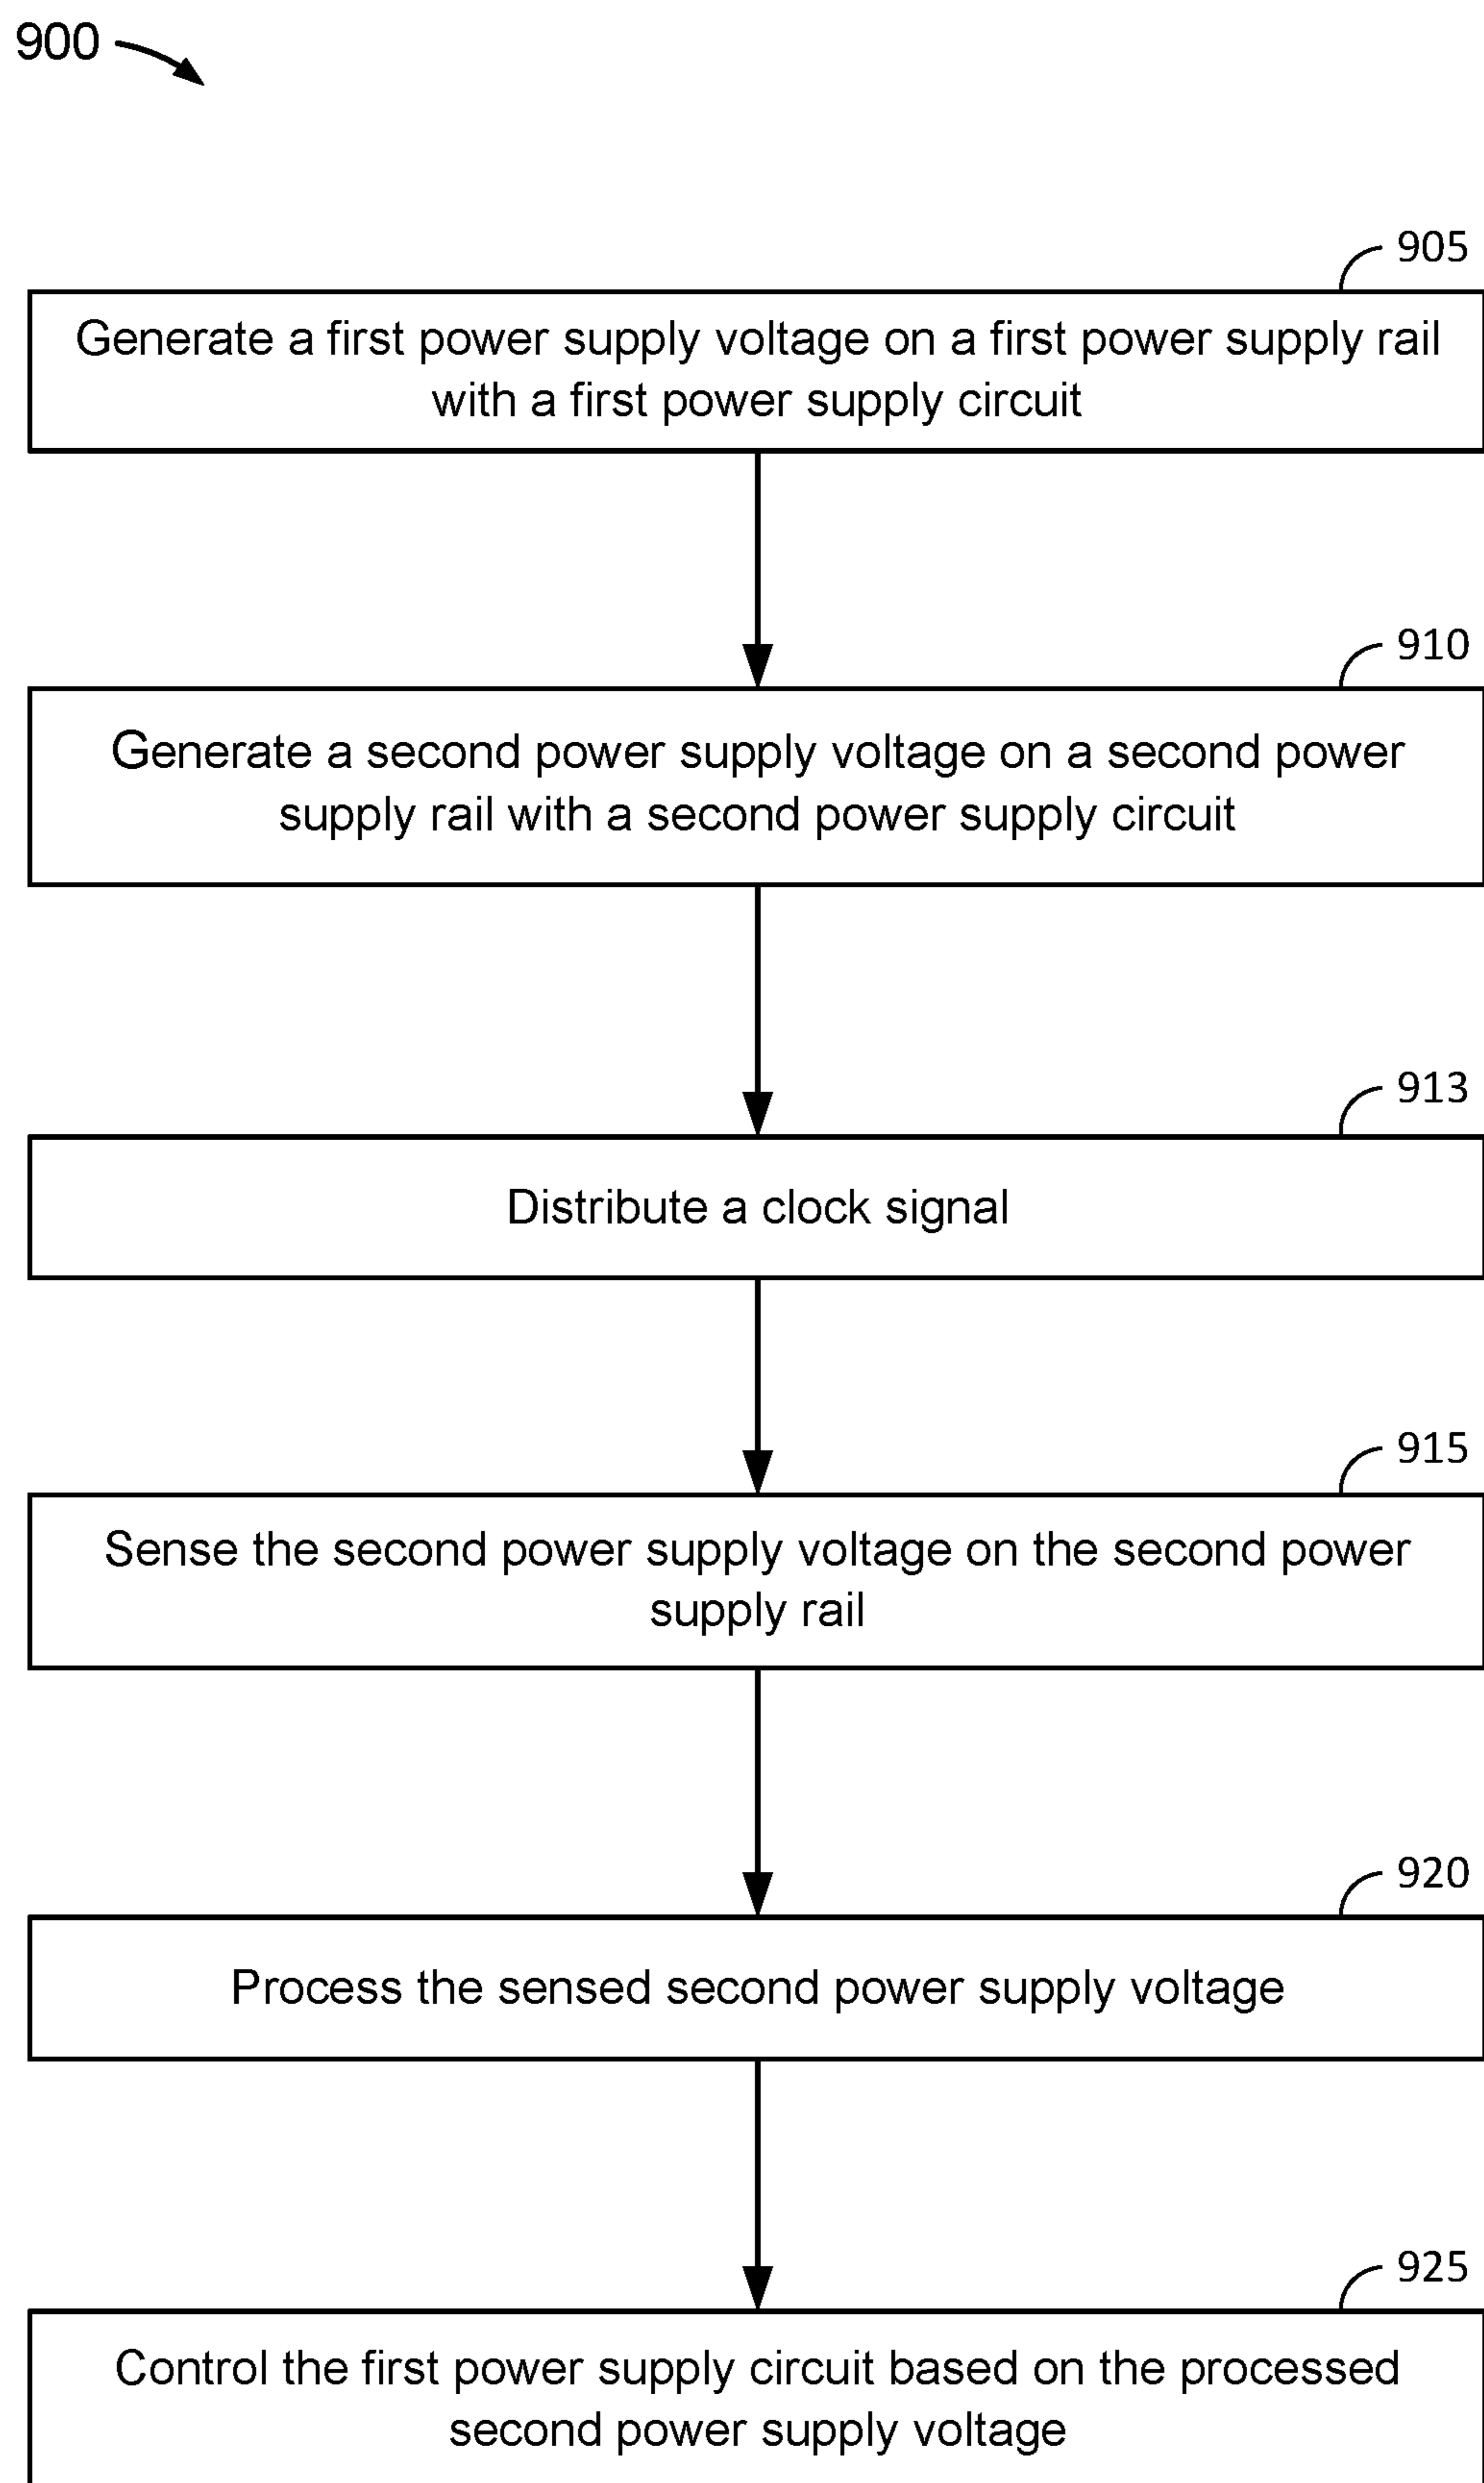 900
905
Generate a first power supply voltage on a first power supply rail
with a first power supply circuit
910
Generate a second power supply voltage on a second power
supply rail with a second power supply circuit
913
Distribute a clock signal
915
Sense the second power supply voltage on the second power
supply rail
920
Process the sensed second power supply voltage
925
Control the first power supply circuit based on the processed
second power supply voltage